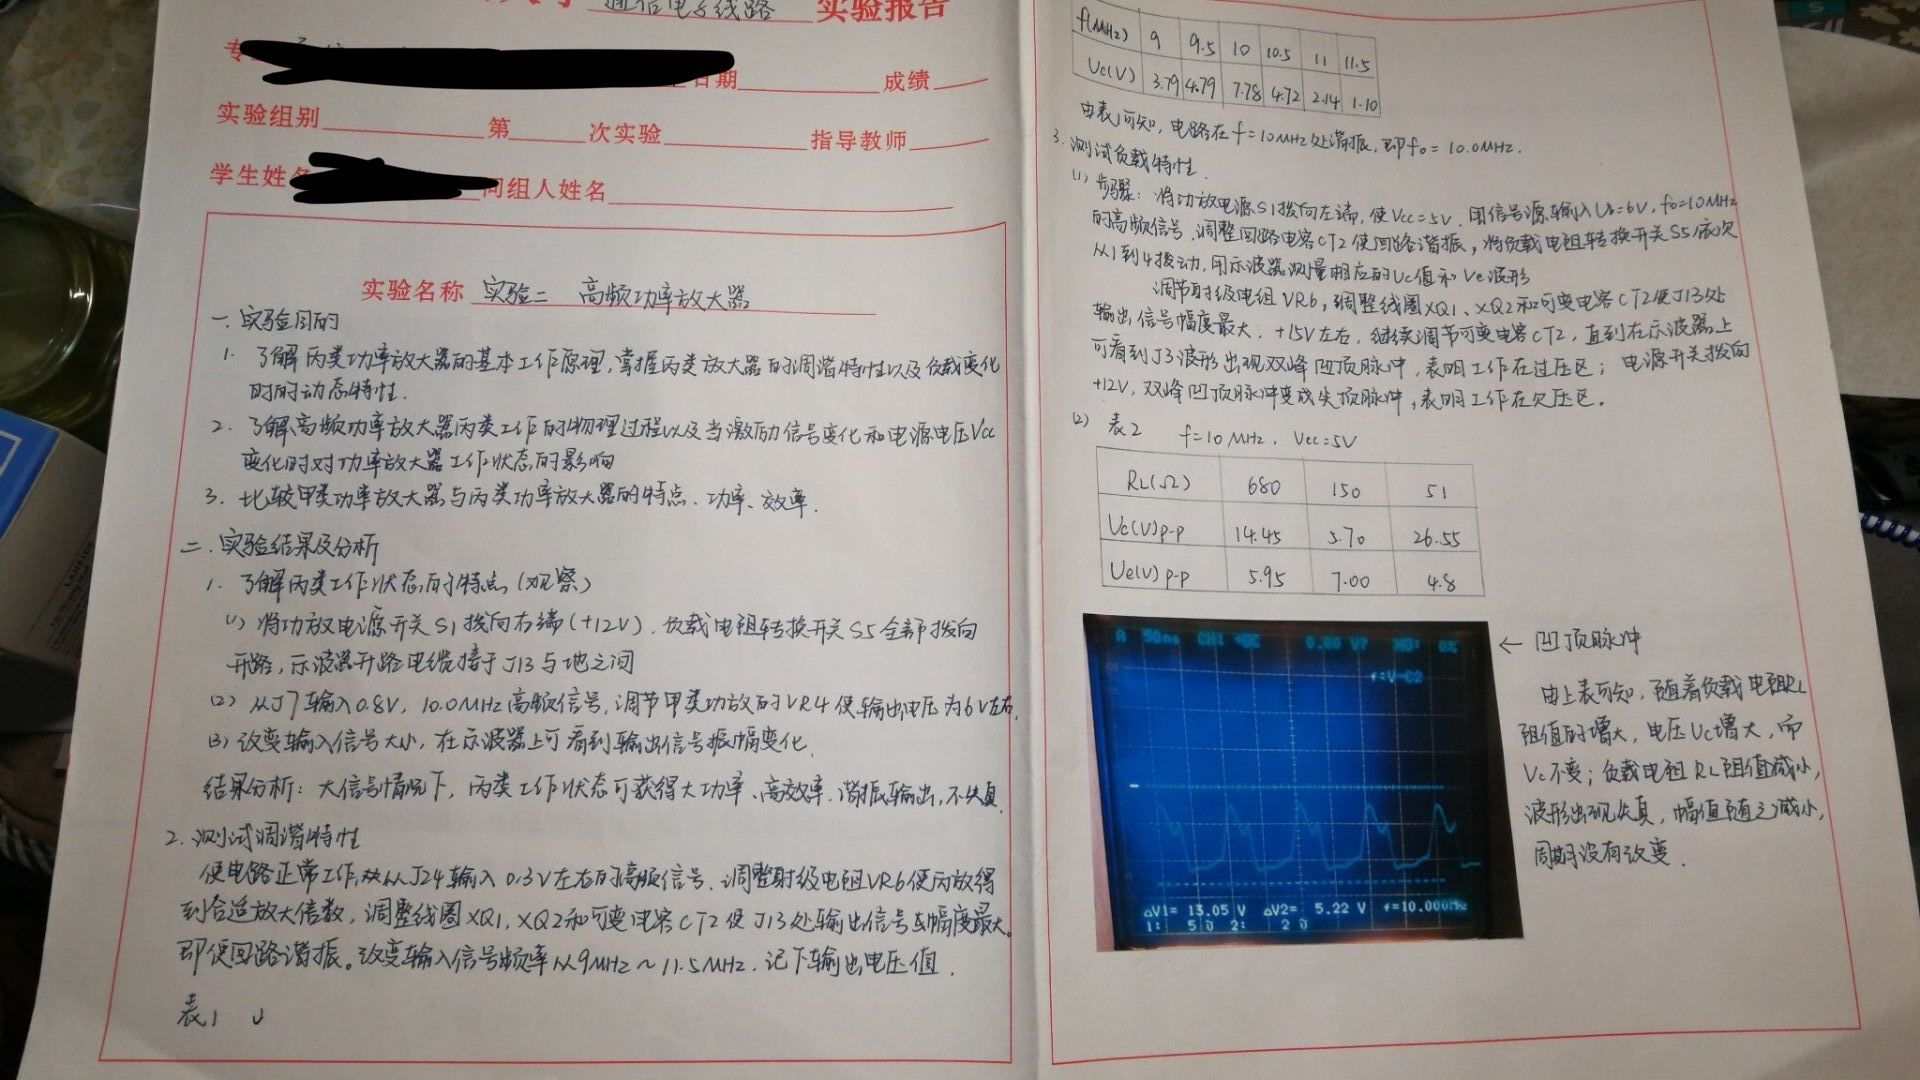 通信电子线路 实验报告
专
日期 成绩
实验组别 第 次实验 指导教师
学生姓名 同组人姓名
实验名称 实验二 高频功率放大器
一. 实验目的
1. 了解丙类功率放大器的基本工作原理,掌握丙类放大器的调谐特性以及负载变化
时的动态特性.
2. 了解高频功率放大器丙类工作的物理过程以及当激励信号变化和电源电压Vcc
变化时对功率放大器工作状态的影响
3. 比较甲类功率放大器与丙类功率放大器的特点、功率、效率.
二. 实验结果及分析
1. 了解丙类工作状态的特点(观察)
(1) 将功放电源开关S1拨向右端(+12V), 负载电阻转换开关S5全部拨向
开路,示波器开路电缆接于J13与地之间
(2) 从J7输入0.8V, 10.0MHz高频信号,调节甲类功放的VR4使输出电压为6V左右.
(3) 改变输入信号大小,在示波器上可看到输出信号振幅变化.
结果分析: 大信号情况下, 丙类工作状态可获得大功率、高效率、谐振输出,不失真.
2. 测试调谐特性
使电路正常工作,从J24输入0.3V左右的高频信号,调整射级电阻VR6使丙放得
到合适放大倍数,调整线圈XQ1、XQ2和可变电容CT2使J13处输出信号幅度最大。
即使回路谐振。改变输入信号频率从9MHz~11.5MHz.记下输出电压值.
表1 ↓
f(MHz) 9 9.5 10 10.5 11 11.5
Uc(V) 3.79 4.79 7.78 4.72 2.14 1.10
由表1可知,电路在f=10MHz处谐振,即fo=10.0MHz.
3. 测试负载特性.
(1) 步骤: 将功放电源S1拨向左端,使Vcc=5V.用信号源输入Ub=6V, fo=10MHz
的高频信号,调整回路电容CT2使回路谐振,将负载电阻转换开关S5依次
从1到4拨动,用示波器测量相应的Uc值和Ve波形
调节射级电组VR6,调整线圈XQ1、XQ2和可变电容CT2使J13处
输出信号幅度最大, +15V左右,继续调节可变电容CT2,直到在示波器上
可看到J3波形出现双峰凹顶脉冲,表明工作在过压区; 电源开关拨向
+12V, 双峰凹顶脉冲变成尖顶脉冲,表明工作在欠压区.
(2) 表2 f=10MHz, Vcc=5V
RL(Ω) 680 150 51
Uc(V)P-P 14.45 5.70 26.55
Ue(V)P-P 5.95 7.00 4.8
A 50ns CH1 DC 0.00 V? HO: 0%
f:V-C2
ΔV1= 13.05 V ΔV2= 5.22 V f=10.000MHz
1: 5 V 2: 2 V
← 凹顶脉冲
由上表可知,随着负载电阻RL
阻值的增大,电压Uc增大,而
Vc不变; 负载电阻RL阻值减小,
波形出现失真,幅值随之减小,
周期没有改变.